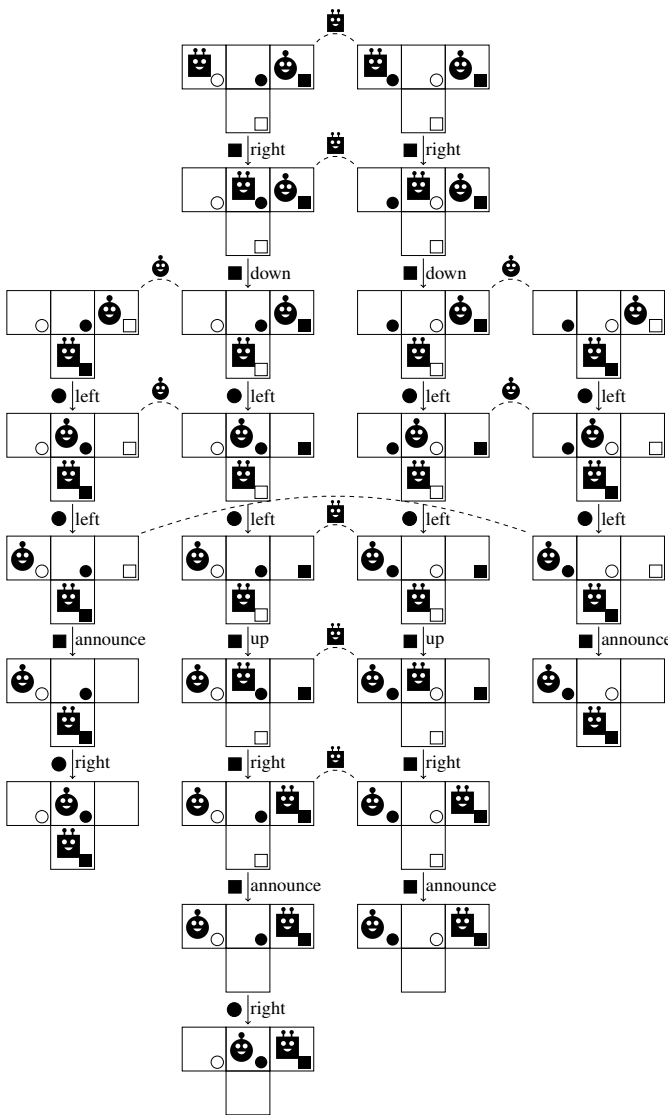 right right
down down
left left left left
left left left left
announce up up announce
right right right
announce announce
right